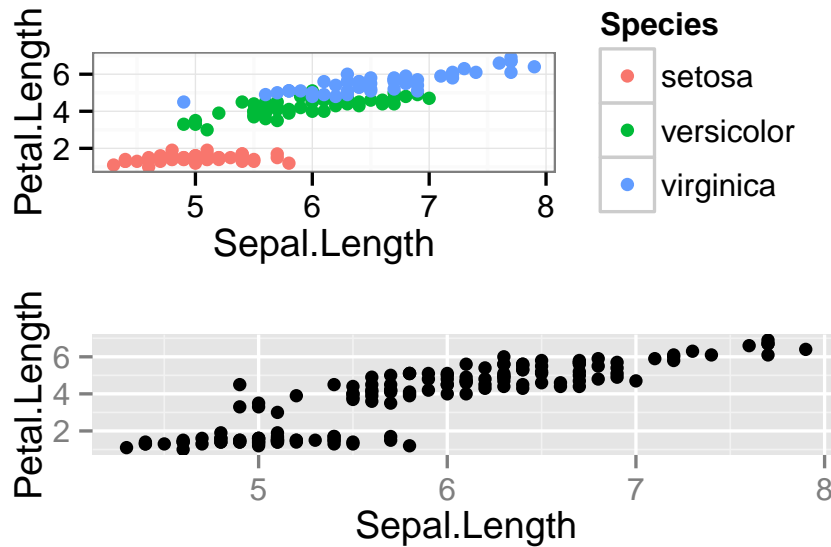 Species
setosa
versicolor
virginica
Petal.Length
6
4
2
5 6 7 8
Sepal.Length
Petal.Length
6
4
2
5 6 7 8
Sepal.Length